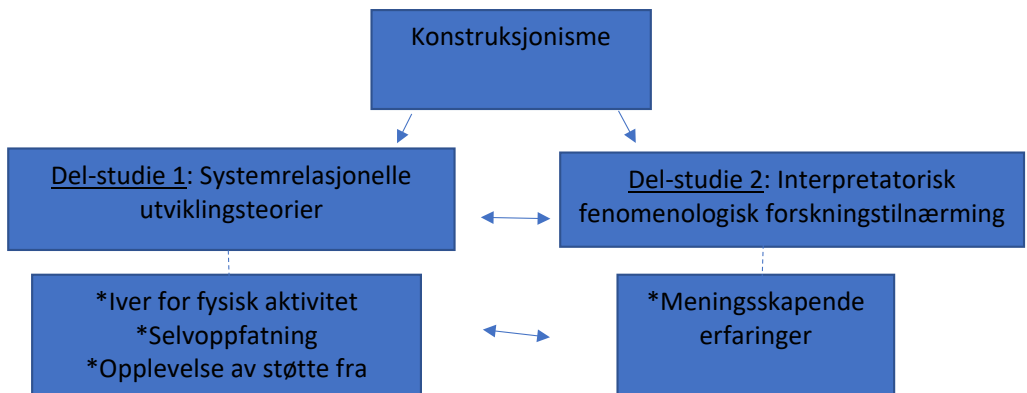 Konstruksjonisme
Del-studie 1: Systemrelasjonelle
utviklingsteorier
Del-studie 2: Interpretatorisk
fenomenologisk forskningstilnærming
*Iver for fysisk aktivitet
*Selvoppfatning
*Opplevelse av støtte fra
*Meningsskapende
erfaringer